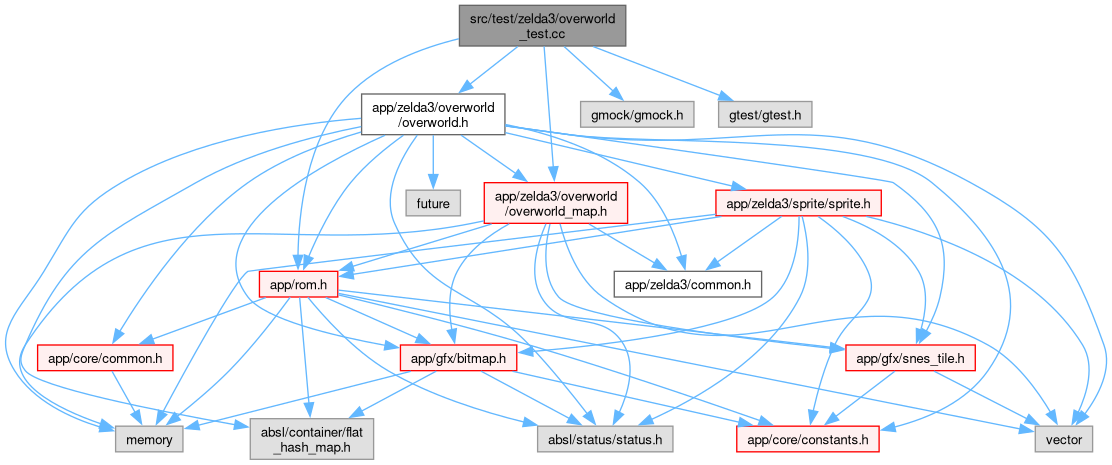 src/test/zelda3/overworld
_test.cc
app/zelda3/overworld
/overworld.h
gmock/gmock.h
gtest/gtest.h
future
app/zelda3/overworld
/overworld_map.h
app/zelda3/sprite/sprite.h
app/rom.h
app/zelda3/common.h
app/core/common.h
app/gfx/bitmap.h
app/gfx/snes_tile.h
memory
absl/container/flat
_hash_map.h
absl/status/status.h
app/core/constants.h
vector